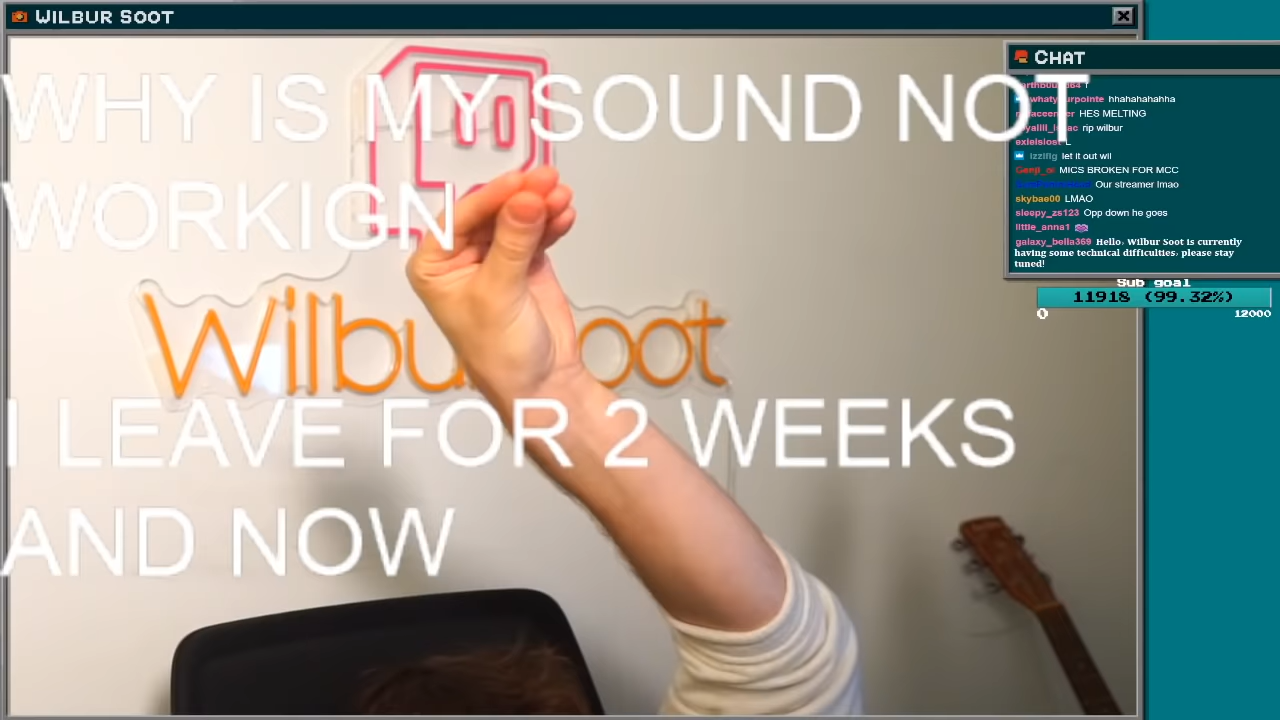 WILBUR SOOT
WHY IS MY SOUND NOT
WORKIGN
I LEAVE FOR 2 WEEKS
AND NOW
Wilbur oot
CHAT
hhahahahahha
HES MELTING
rip wilbur
L
izzifig let it out wil
MICS BROKEN FOR MCC
Our streamer lmao
skybae00 LMAO
sleepy_zs123 Opp down he goes
little_anna1
galaxy_bella369 Hello, Wilbur Soot is currently
having some technical difficulties, please stay
tuned!
Sub goal
11918 (99.32%)
0 12000